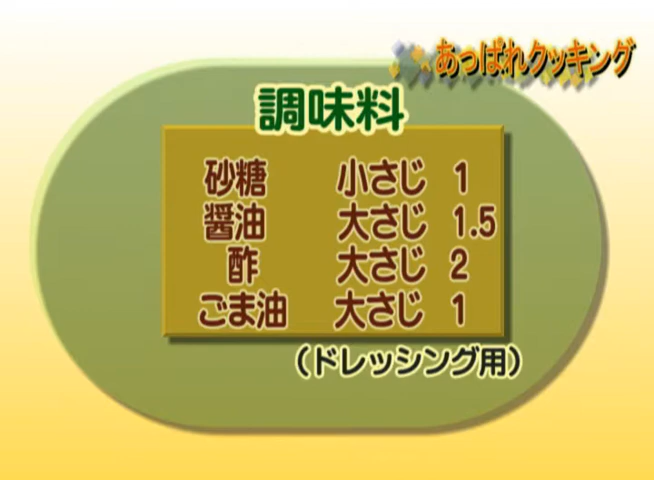 あっぱれクッキング
調味料
砂糖 小さじ 1
醤油 大さじ 1.5
酢 大さじ 2
ごま油 大さじ 1
(ドレッシング用)